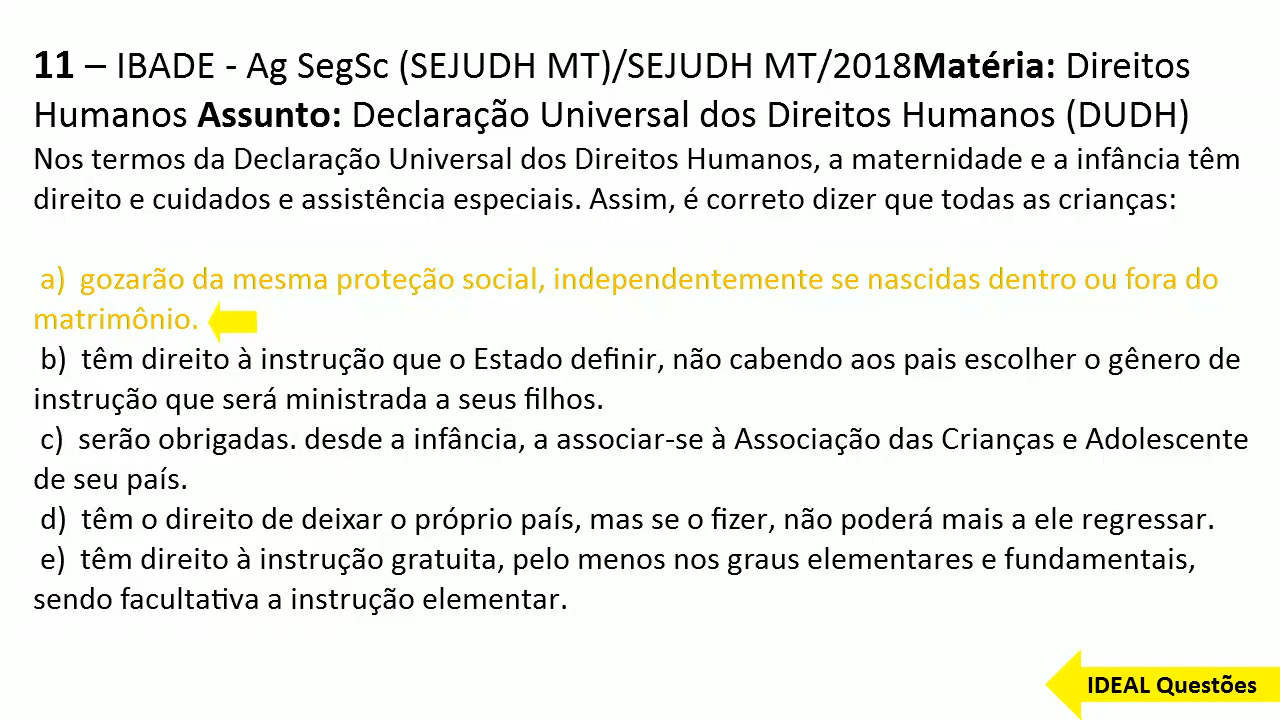 11 – IBADE - Ag SegSc (SEJUDH MT)/SEJUDH MT/2018Matéria: Direitos
Humanos Assunto: Declaração Universal dos Direitos Humanos (DUDH)
Nos termos da Declaração Universal dos Direitos Humanos, a maternidade e a infância têm
direito e cuidados e assistência especiais. Assim, é correto dizer que todas as crianças:
a) gozarão da mesma proteção social, independentemente se nascidas dentro ou fora do
matrimônio.
b) têm direito à instrução que o Estado definir, não cabendo aos pais escolher o gênero de
instrução que será ministrada a seus filhos.
c) serão obrigadas. desde a infância, a associar-se à Associação das Crianças e Adolescente
de seu país.
d) têm o direito de deixar o próprio país, mas se o fizer, não poderá mais a ele regressar.
e) têm direito à instrução gratuita, pelo menos nos graus elementares e fundamentais,
sendo facultativa a instrução elementar.
IDEAL Questões